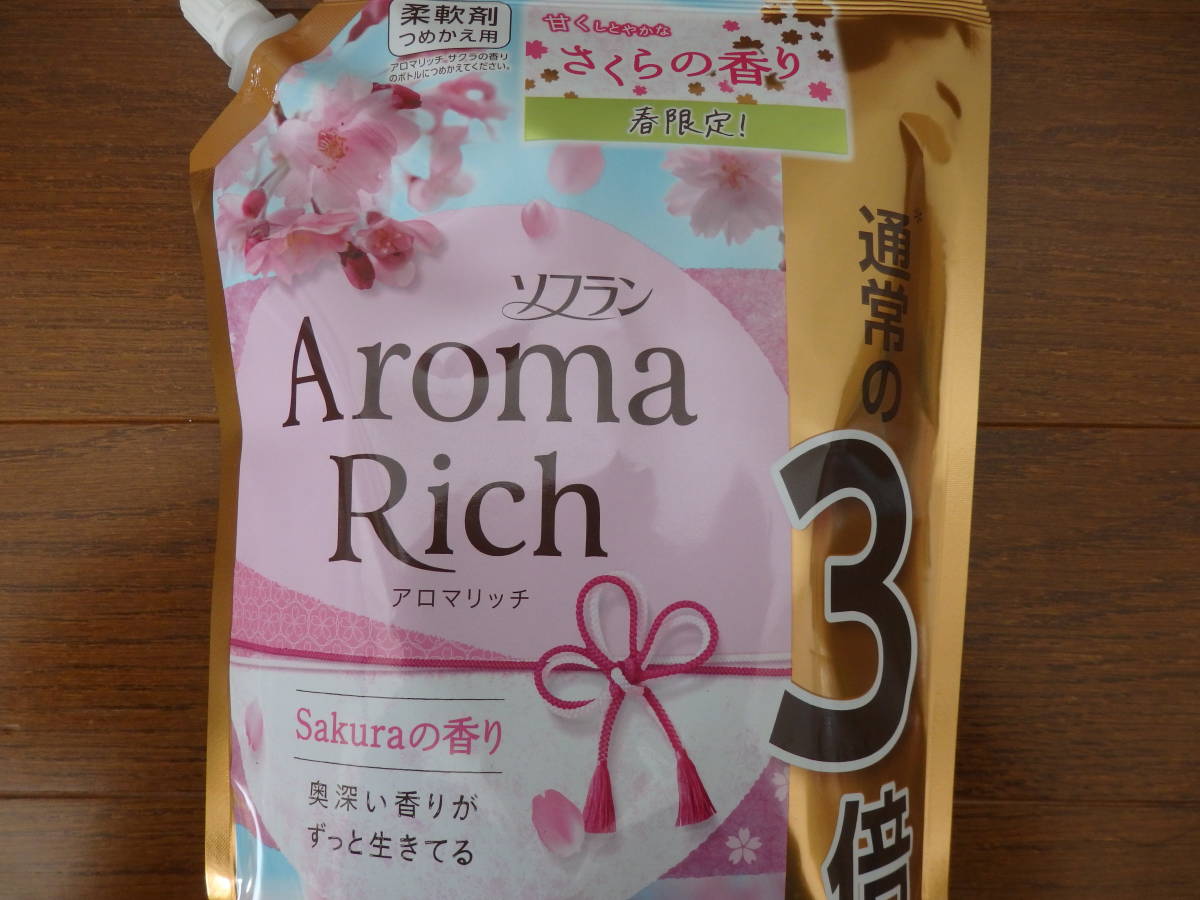 柔軟剤
つめかえ用
アロマリッチ サクラの香り
のボトルにつめかえてください。
甘くしとやかな
さくらの香り
春限定!
通常の
3
倍
※
ソフラン
Aroma
Rich
アロマリッチ
Sakuraの香り
奥深い香りが
ずっと生きてる